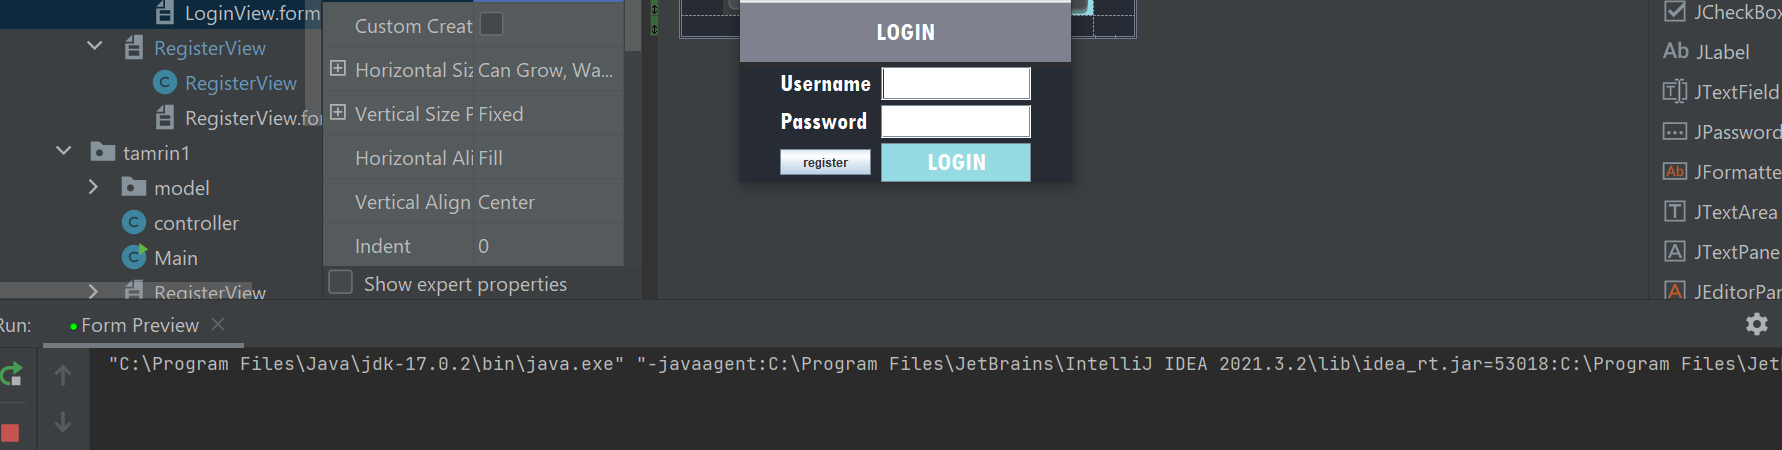 LoginView.form
RegisterView
RegisterView
RegisterView.fo
tamrin1
model
controller
Main
RegisterView
Custom Creat
Horizontal Siz Can Grow, Wa...
Vertical Size P Fixed
Horizontal Ali Fill
Vertical Align Center
Indent 0
Show expert properties
LOGIN
Username
Password
register LOGIN
JCheckBox
JLabel
JTextField
JPassword
JFormatte
JTextArea
JTextPane
JEditorPan
Run: Form Preview
"C:\Program Files\Java\jdk-17.0.2\bin\java.exe" "-javaagent:C:\Program Files\JetBrains\IntelliJ IDEA 2021.3.2\lib\idea_rt.jar=53018:C:\Program Files\Jet